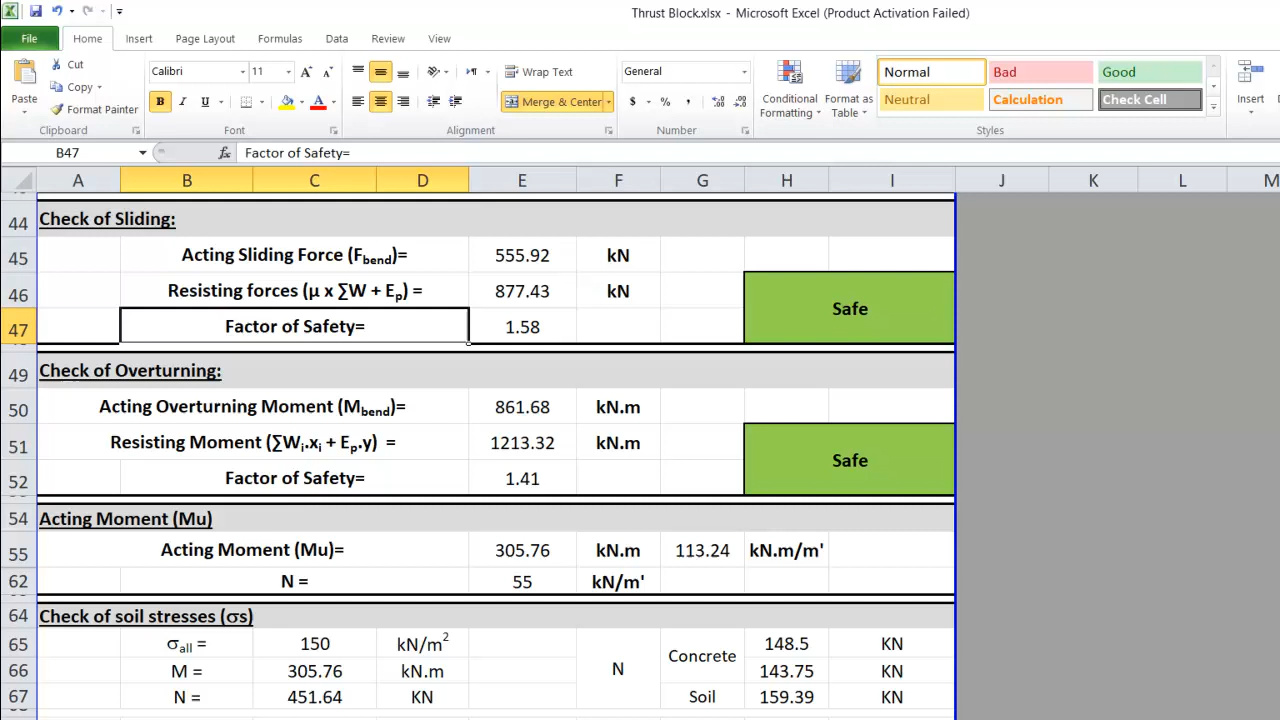 Thrust Block.xlsx - Microsoft Excel (Product Activation Failed)
File Home Insert Page Layout Formulas Data Review View
Paste Cut Copy Format Painter Clipboard
Calibri 11 A A B I U A Font
Wrap Text Merge & Center Alignment
General $ % , Number
Conditional Formatting Format as Table Normal Bad Good Neutral Calculation Check Cell Styles
Insert
B47 fx Factor of Safety=
A B C D E F G H I J K L M
44 Check of Sliding:
45 Acting Sliding Force (Fbend)= 555.92 kN
46 Resisting forces (μ x ∑W + Ep) = 877.43 kN
Safe
47 Factor of Safety= 1.58
49 Check of Overturning:
50 Acting Overturning Moment (Mbend)= 861.68 kN.m
51 Resisting Moment (∑Wi.xi + Ep.y) = 1213.32 kN.m
Safe
52 Factor of Safety= 1.41
54 Acting Moment (Mu)
55 Acting Moment (Mu)= 305.76 kN.m 113.24 kN.m/m'
62 N = 55 kN/m'
64 Check of soil stresses (σs)
65 σall = 150 kN/m2 Concrete 148.5 KN
66 M = 305.76 kN.m N 143.75 KN
67 N = 451.64 KN Soil 159.39 KN